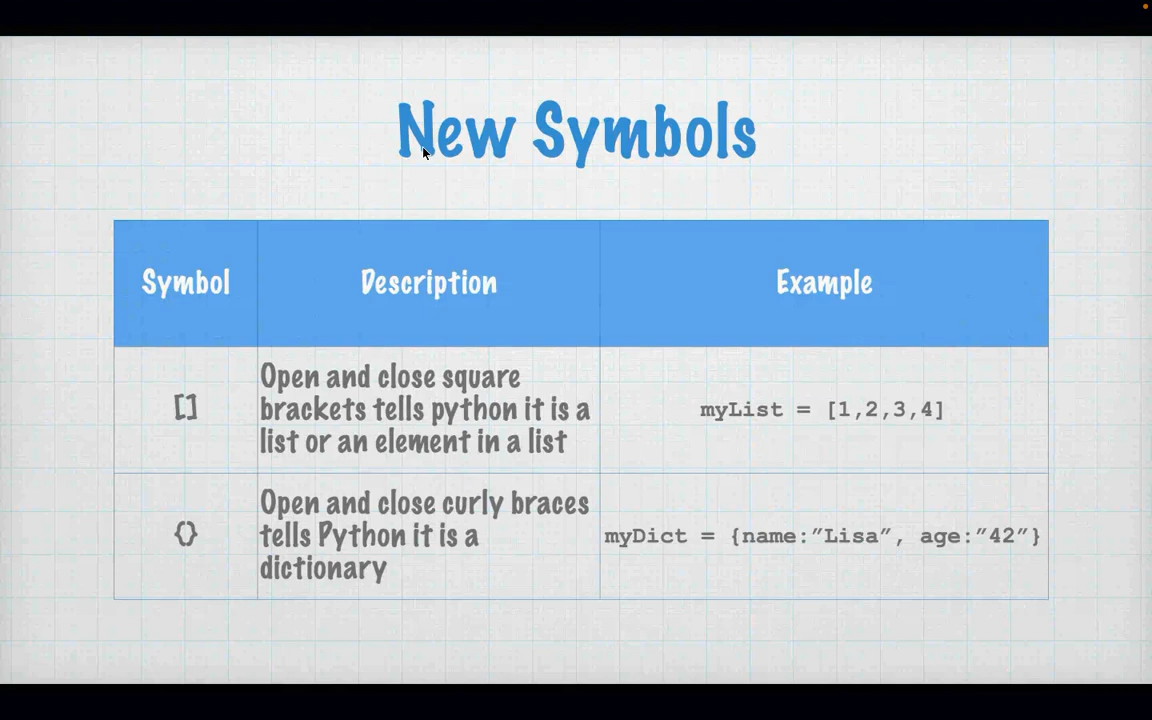 New Symbols
Symbol Description Example
[]
Open and close square
brackets tells python it is a
list or an element in a list
myList = [1,2,3,4]
{}
Open and close curly braces
tells Python it is a
dictionary
myDict = {name:”Lisa”, age:”42”}